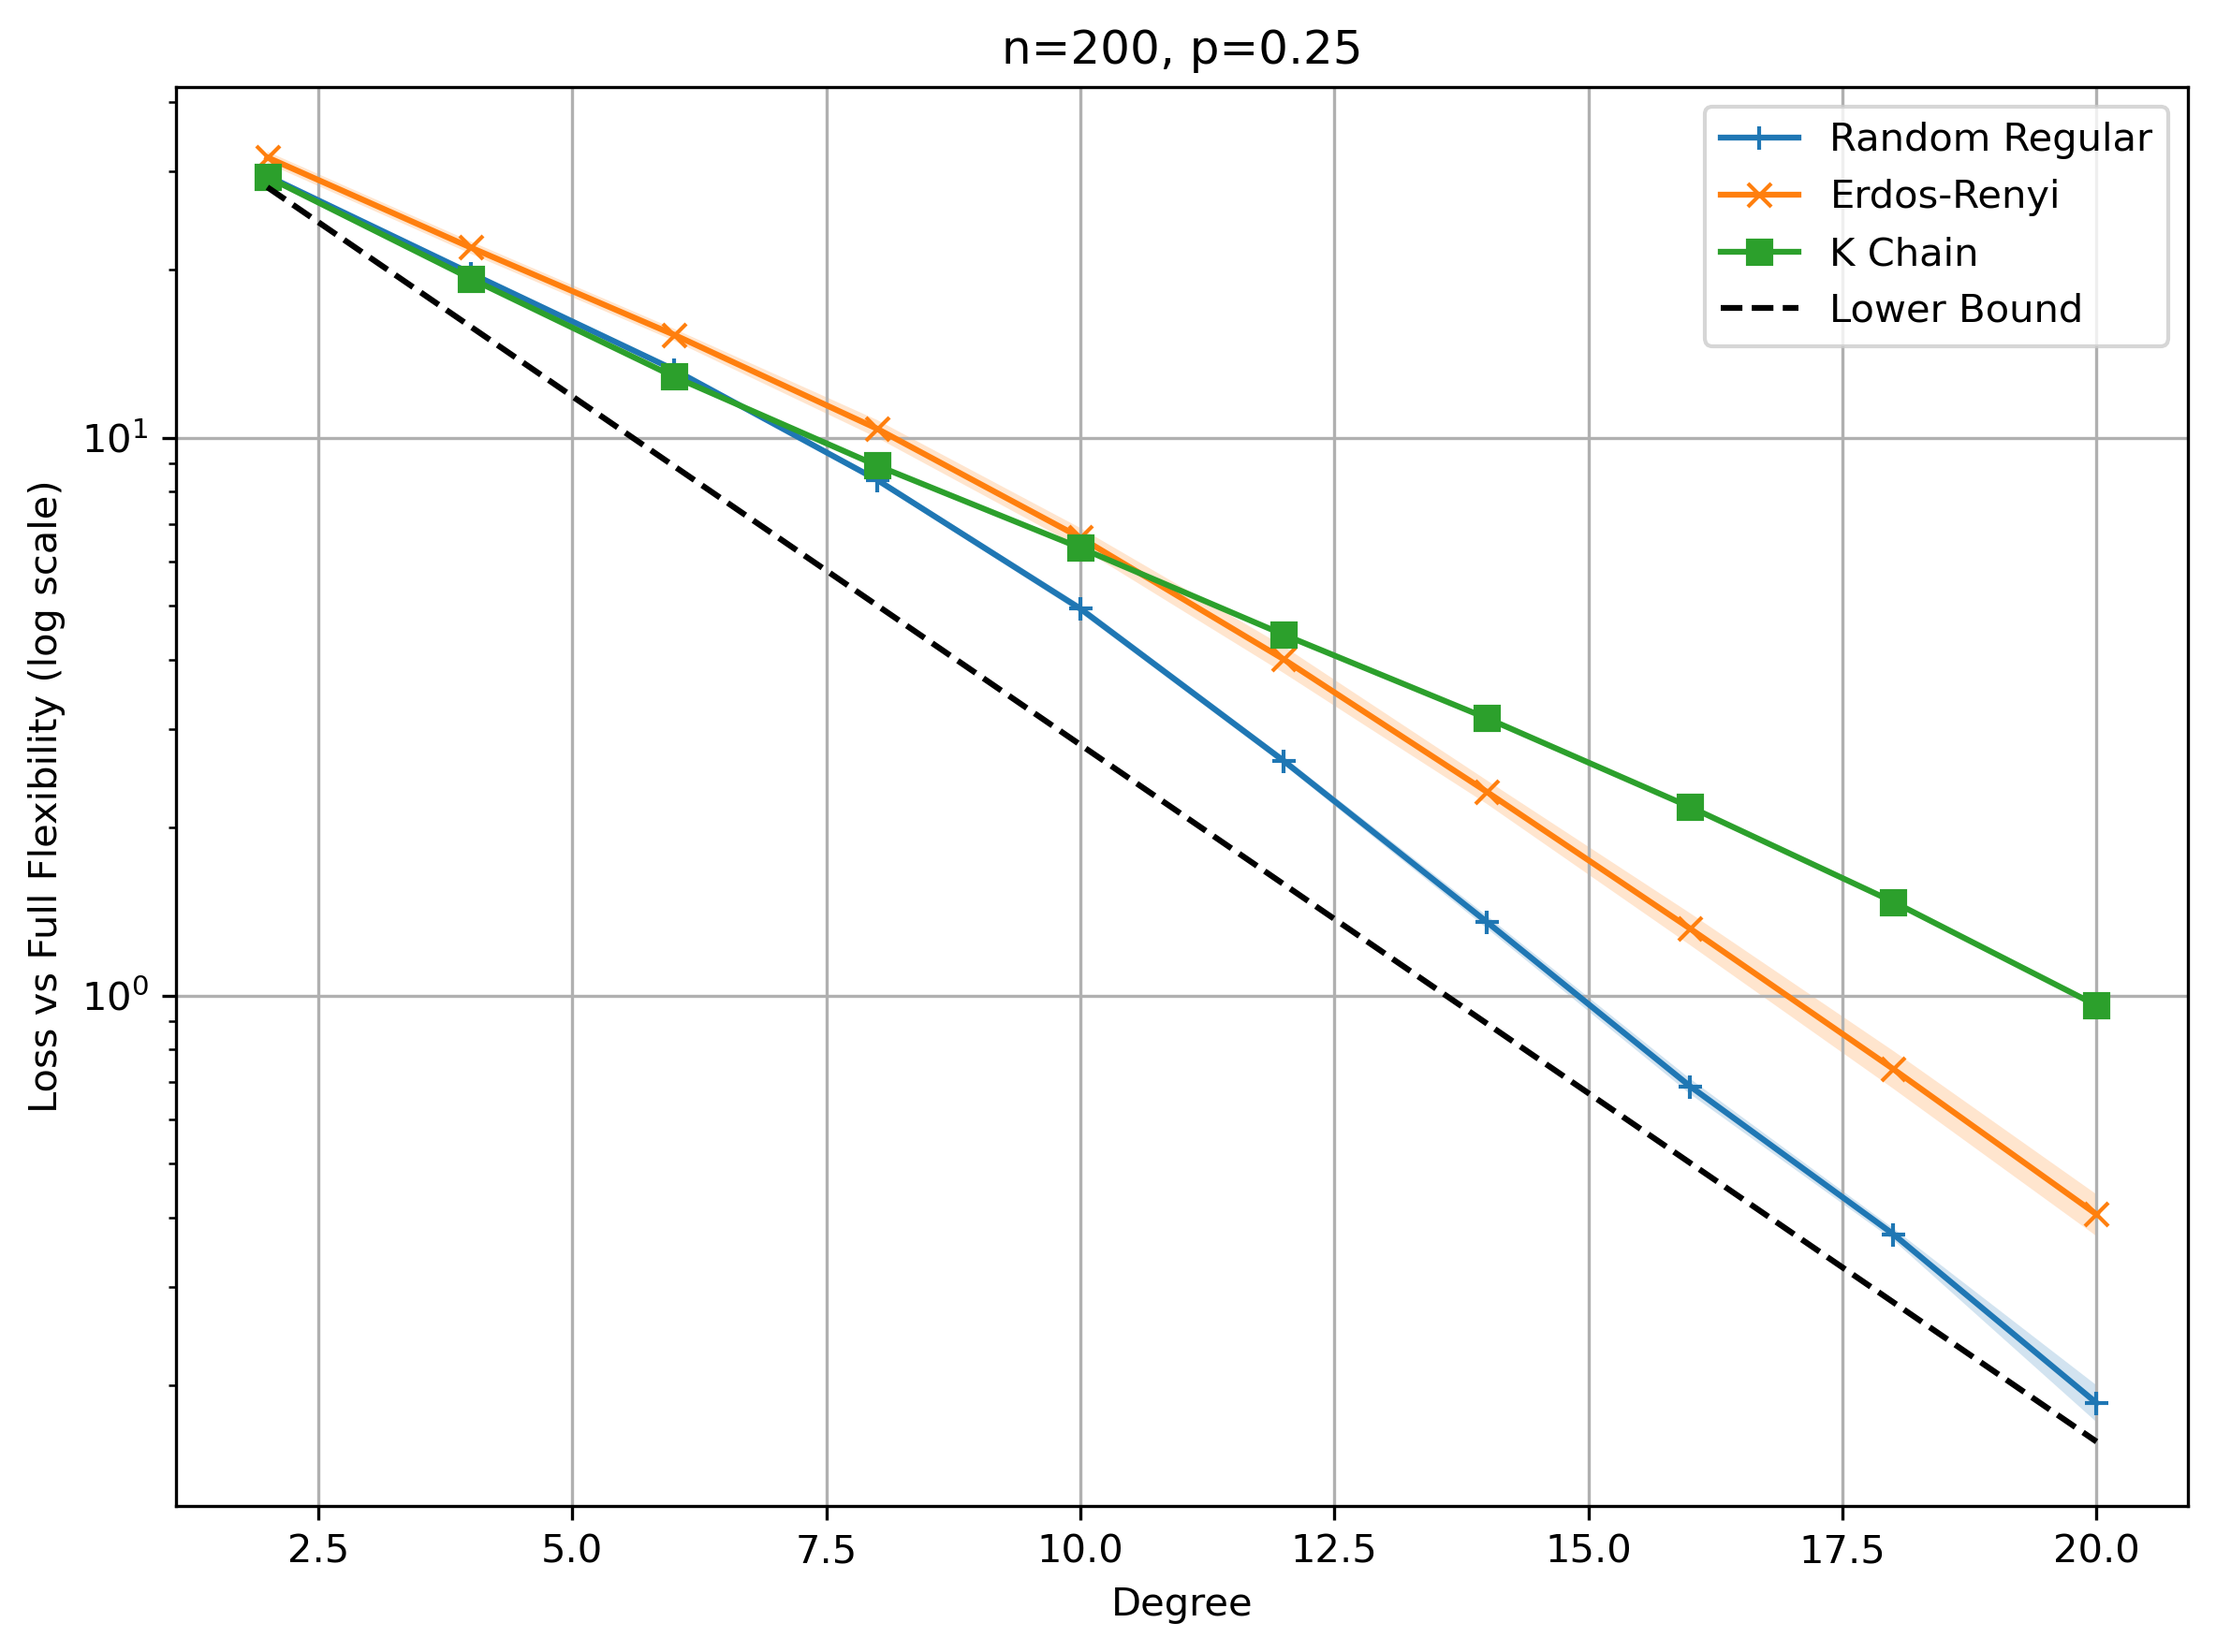 n=200, p=0.25
Random Regular
Erdos-Renyi
K Chain
Lower Bound
Loss vs Full Flexibility (log scale)
10¹
10⁰
2.5 5.0 7.5 10.0 12.5 15.0 17.5 20.0
Degree